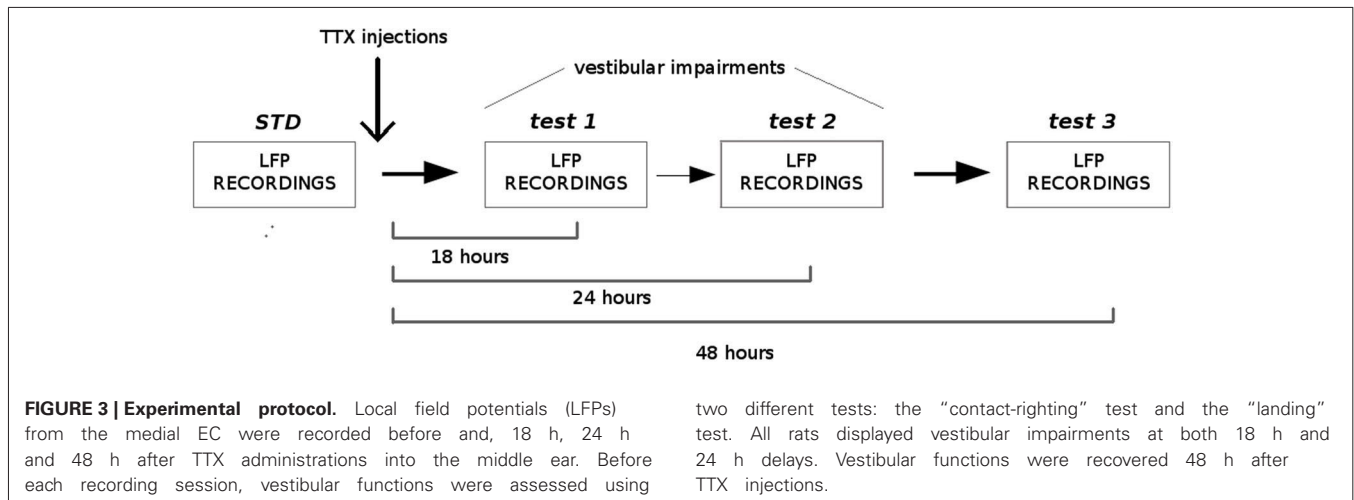 TTX injections
vestibular impairments
STD
test 1
test 2
test 3
LFP
RECORDINGS
LFP
RECORDINGS
LFP
RECORDINGS
LFP
RECORDINGS
18 hours
24 hours
48 hours
FIGURE 3 | Experimental protocol. Local field potentials (LFPs)
from the medial EC were recorded before and, 18 h, 24 h
and 48 h after TTX administrations into the middle ear. Before
each recording session, vestibular functions were assessed using
two different tests: the “contact-righting” test and the “landing”
test. All rats displayed vestibular impairments at both 18 h and
24 h delays. Vestibular functions were recovered 48 h after
TTX injections.